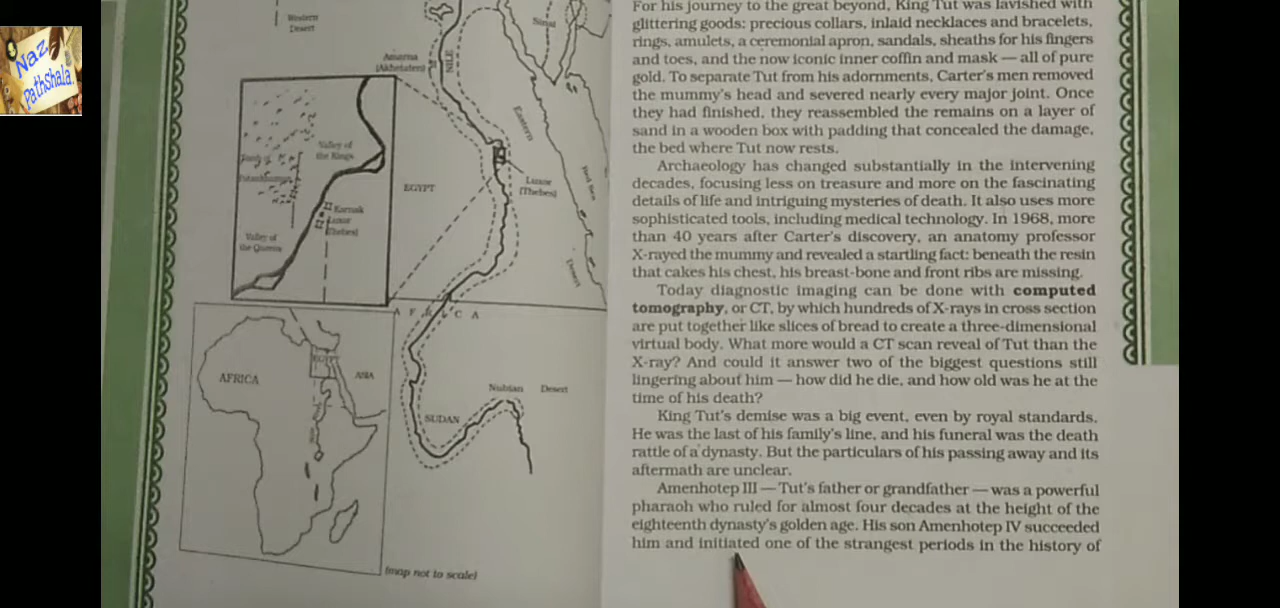 Naz
Pathshala.
Western
Desert
Sinai
Amarna
(Akhetaten)
NILE
Eastern
Valley of
the Kings
Tomb of
Tutankhamun
EGYPT
Luxor
(Thebes)
Red Sea
Karnak
Luxor
(Thebes)
Valley of
the Queens
Desert
A F R I C A
EGYPT
AFRICA
ASIA
Nubian Desert
SUDAN
(map not to scale)
For his journey to the great beyond, King Tut was lavished with
glittering goods: precious collars, inlaid necklaces and bracelets,
rings, amulets, a ceremonial apron, sandals, sheaths for his fingers
and toes, and the now iconic inner coffin and mask — all of pure
gold. To separate Tut from his adornments, Carter's men removed
the mummy's head and severed nearly every major joint. Once
they had finished, they reassembled the remains on a layer of
sand in a wooden box with padding that concealed the damage,
the bed where Tut now rests.
Archaeology has changed substantially in the intervening
decades, focusing less on treasure and more on the fascinating
details of life and intriguing mysteries of death. It also uses more
sophisticated tools, including medical technology. In 1968, more
than 40 years after Carter's discovery, an anatomy professor
X-rayed the mummy and revealed a startling fact: beneath the resin
that cakes his chest, his breast-bone and front ribs are missing.
Today diagnostic imaging can be done with computed
tomography, or CT, by which hundreds of X-rays in cross section
are put together like slices of bread to create a three-dimensional
virtual body. What more would a CT scan reveal of Tut than the
X-ray? And could it answer two of the biggest questions still
lingering about him — how did he die, and how old was he at the
time of his death?
King Tut's demise was a big event, even by royal standards.
He was the last of his family's line, and his funeral was the death
rattle of a dynasty. But the particulars of his passing away and its
aftermath are unclear.
Amenhotep III — Tut's father or grandfather — was a powerful
pharaoh who ruled for almost four decades at the height of the
eighteenth dynasty's golden age. His son Amenhotep IV succeeded
him and initiated one of the strangest periods in the history of